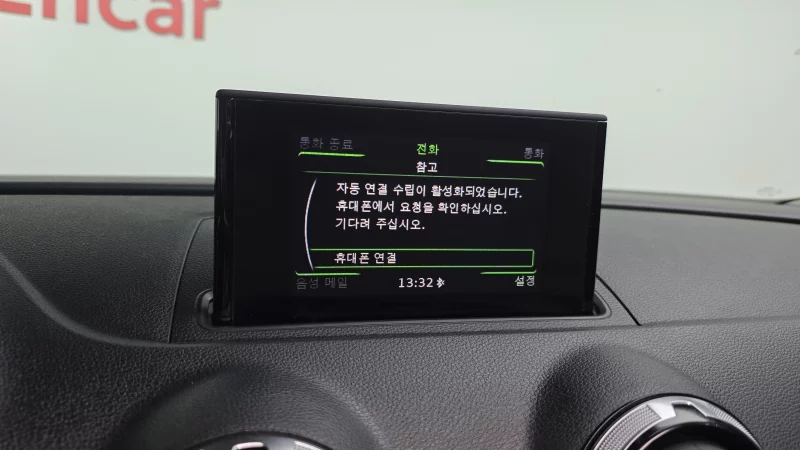 Encar
통화 종료
전화
통화
참고
자동 연결 수립이 활성화되었습니다.
휴대폰에서 요청을 확인하십시오.
기다려 주십시오.
휴대폰 연결
음성 메일
13:32
설정